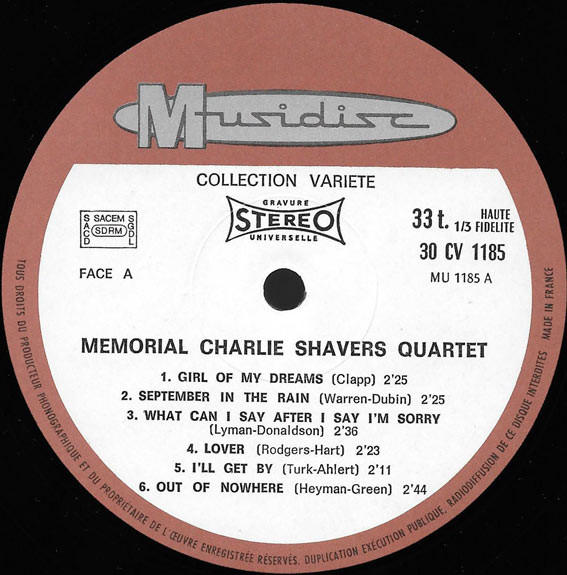 Musidisc
COLLECTION VARIETE
GRAVURE
STEREO
UNIVERSELLE
SACD
SACEM
SDRM
SGDL
33 t. 1/3 HAUTE FIDELITE
30 CV 1185
MU 1185 A
FACE A
MEMORIAL CHARLIE SHAVERS QUARTET
1. GIRL OF MY DREAMS (Clapp) 2'25
2. SEPTEMBER IN THE RAIN (Warren-Dubin) 2'25
3. WHAT CAN I SAY AFTER I SAY I'M SORRY
(Lyman-Donaldson) 2'36
4. LOVER (Rodgers-Hart) 2'23
5. I'LL GET BY (Turk-Ahlert) 2'11
6. OUT OF NOWHERE (Heyman-Green) 2'44
TOUS DROITS DU PRODUCTEUR PHONOGRAPHIQUE ET DU PROPRIÉTAIRE DE L'ŒUVRE ENREGISTRÉE RÉSERVÉS. DUPLICATION EXÉCUTION PUBLIQUE, RADIODIFFUSION DE CE DISQUE INTERDITES MADE IN FRANCE